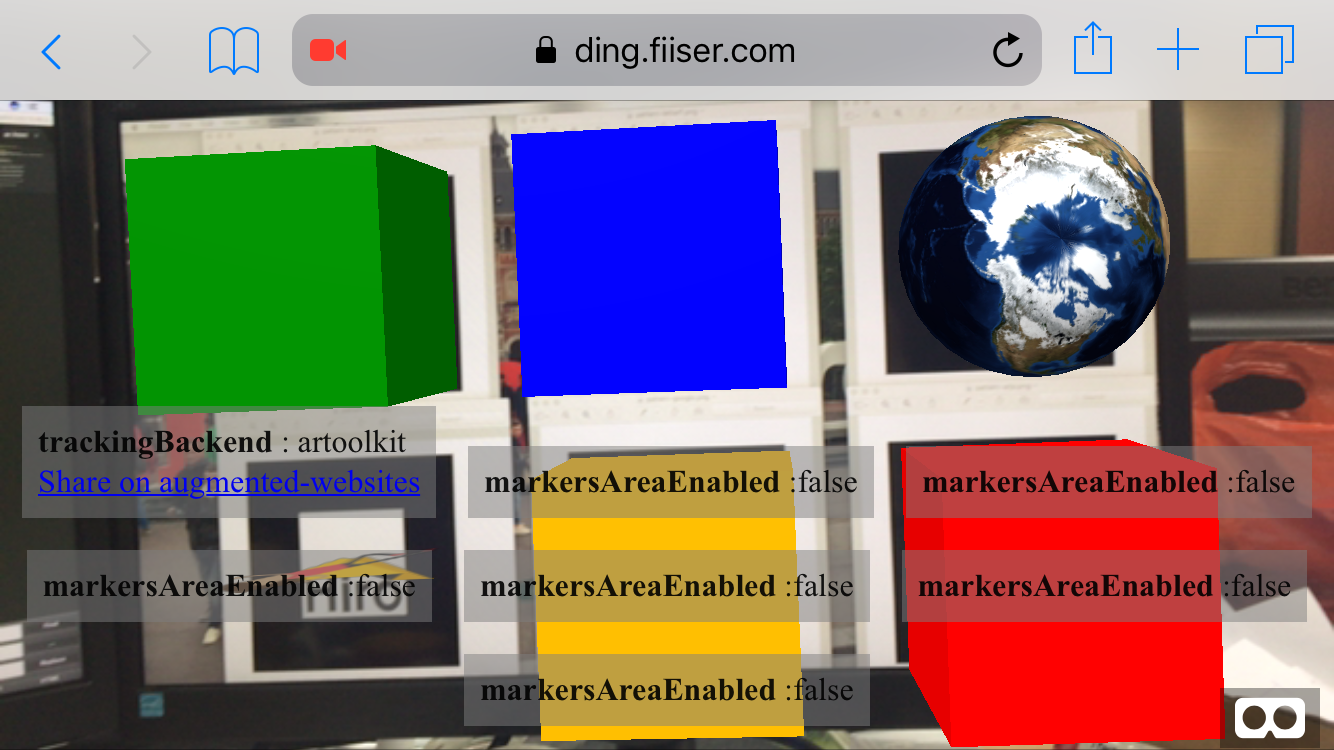 ding.fiiser.com
trackingBackend : artoolkit
Share on augmented-websites
markersAreaEnabled :false
markersAreaEnabled :false
markersAreaEnabled :false
markersAreaEnabled :false
markersAreaEnabled :false
markersAreaEnabled :false
Hiro